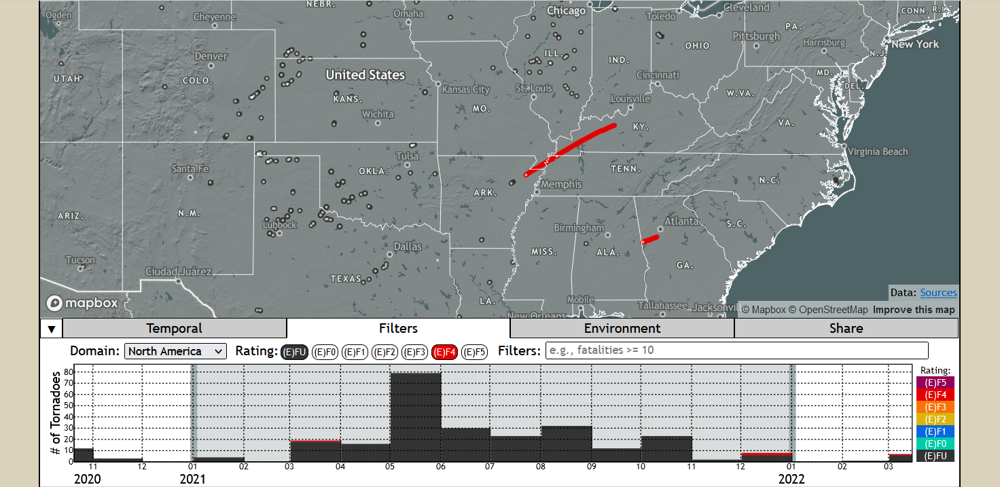 NEBR.
Omaha
Chicago
Toledo
Cleveland
CONN.
R.I.
Ogden
Cheyenne
PA.
Pittsburgh
Harrisburg
New York
OHIO
N.J.
Denver
ILL.
IND.
UTAH
COLO.
United States
Cincinnati
MD.
DEL.
Kansas City
St. Louis
W.VA.
KANS.
MO.
Louisville
Wichita
KY.
VA.
Virginia Beach
Tulsa
Santa Fe
OKLA.
TENN.
N.C.
Memphis
ARK.
ARIZ.
N.M.
Lubbock
Birmingham
Atlanta
S.C.
Dallas
MISS.
ALA.
GA.
Tucson
Ciudad Juárez
TEXAS
LA.
Mobile
Tallahassee
Jacksonvil
New Orleans
mapbox
Data: Sources
© Mapbox © OpenStreetMap Improve this map
▼ Temporal Filters Environment Share
Domain: North America Rating: (E)FU (E)F0 (E)F1 (E)F2 (E)F3 (E)F4 (E)F5 Filters: e.g., fatalities >= 10
# of Tornadoes
80
70
60
50
40
30
20
10
0
11 12 01 02 03 04 05 06 07 08 09 10 11 12 01 02 03
2020 2021 2022
Rating:
(E)F5
(E)F4
(E)F3
(E)F2
(E)F1
(E)F0
(E)FU